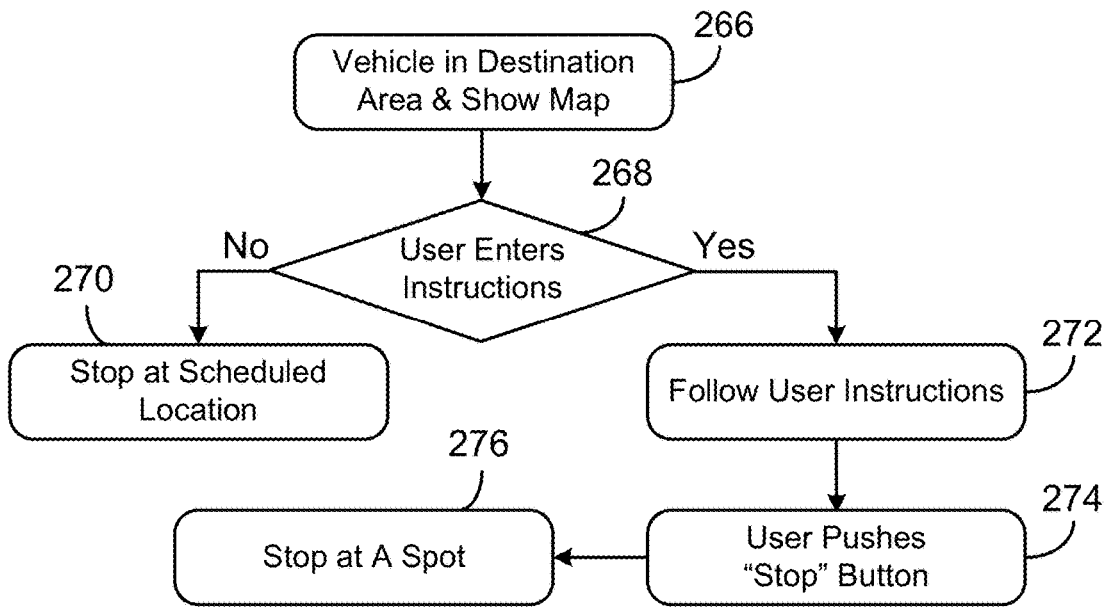 266
Vehicle in Destination
Area & Show Map
268
No
User Enters
Instructions
Yes
270
Stop at Scheduled
Location
272
Follow User Instructions
276
Stop at A Spot
274
User Pushes
“Stop” Button